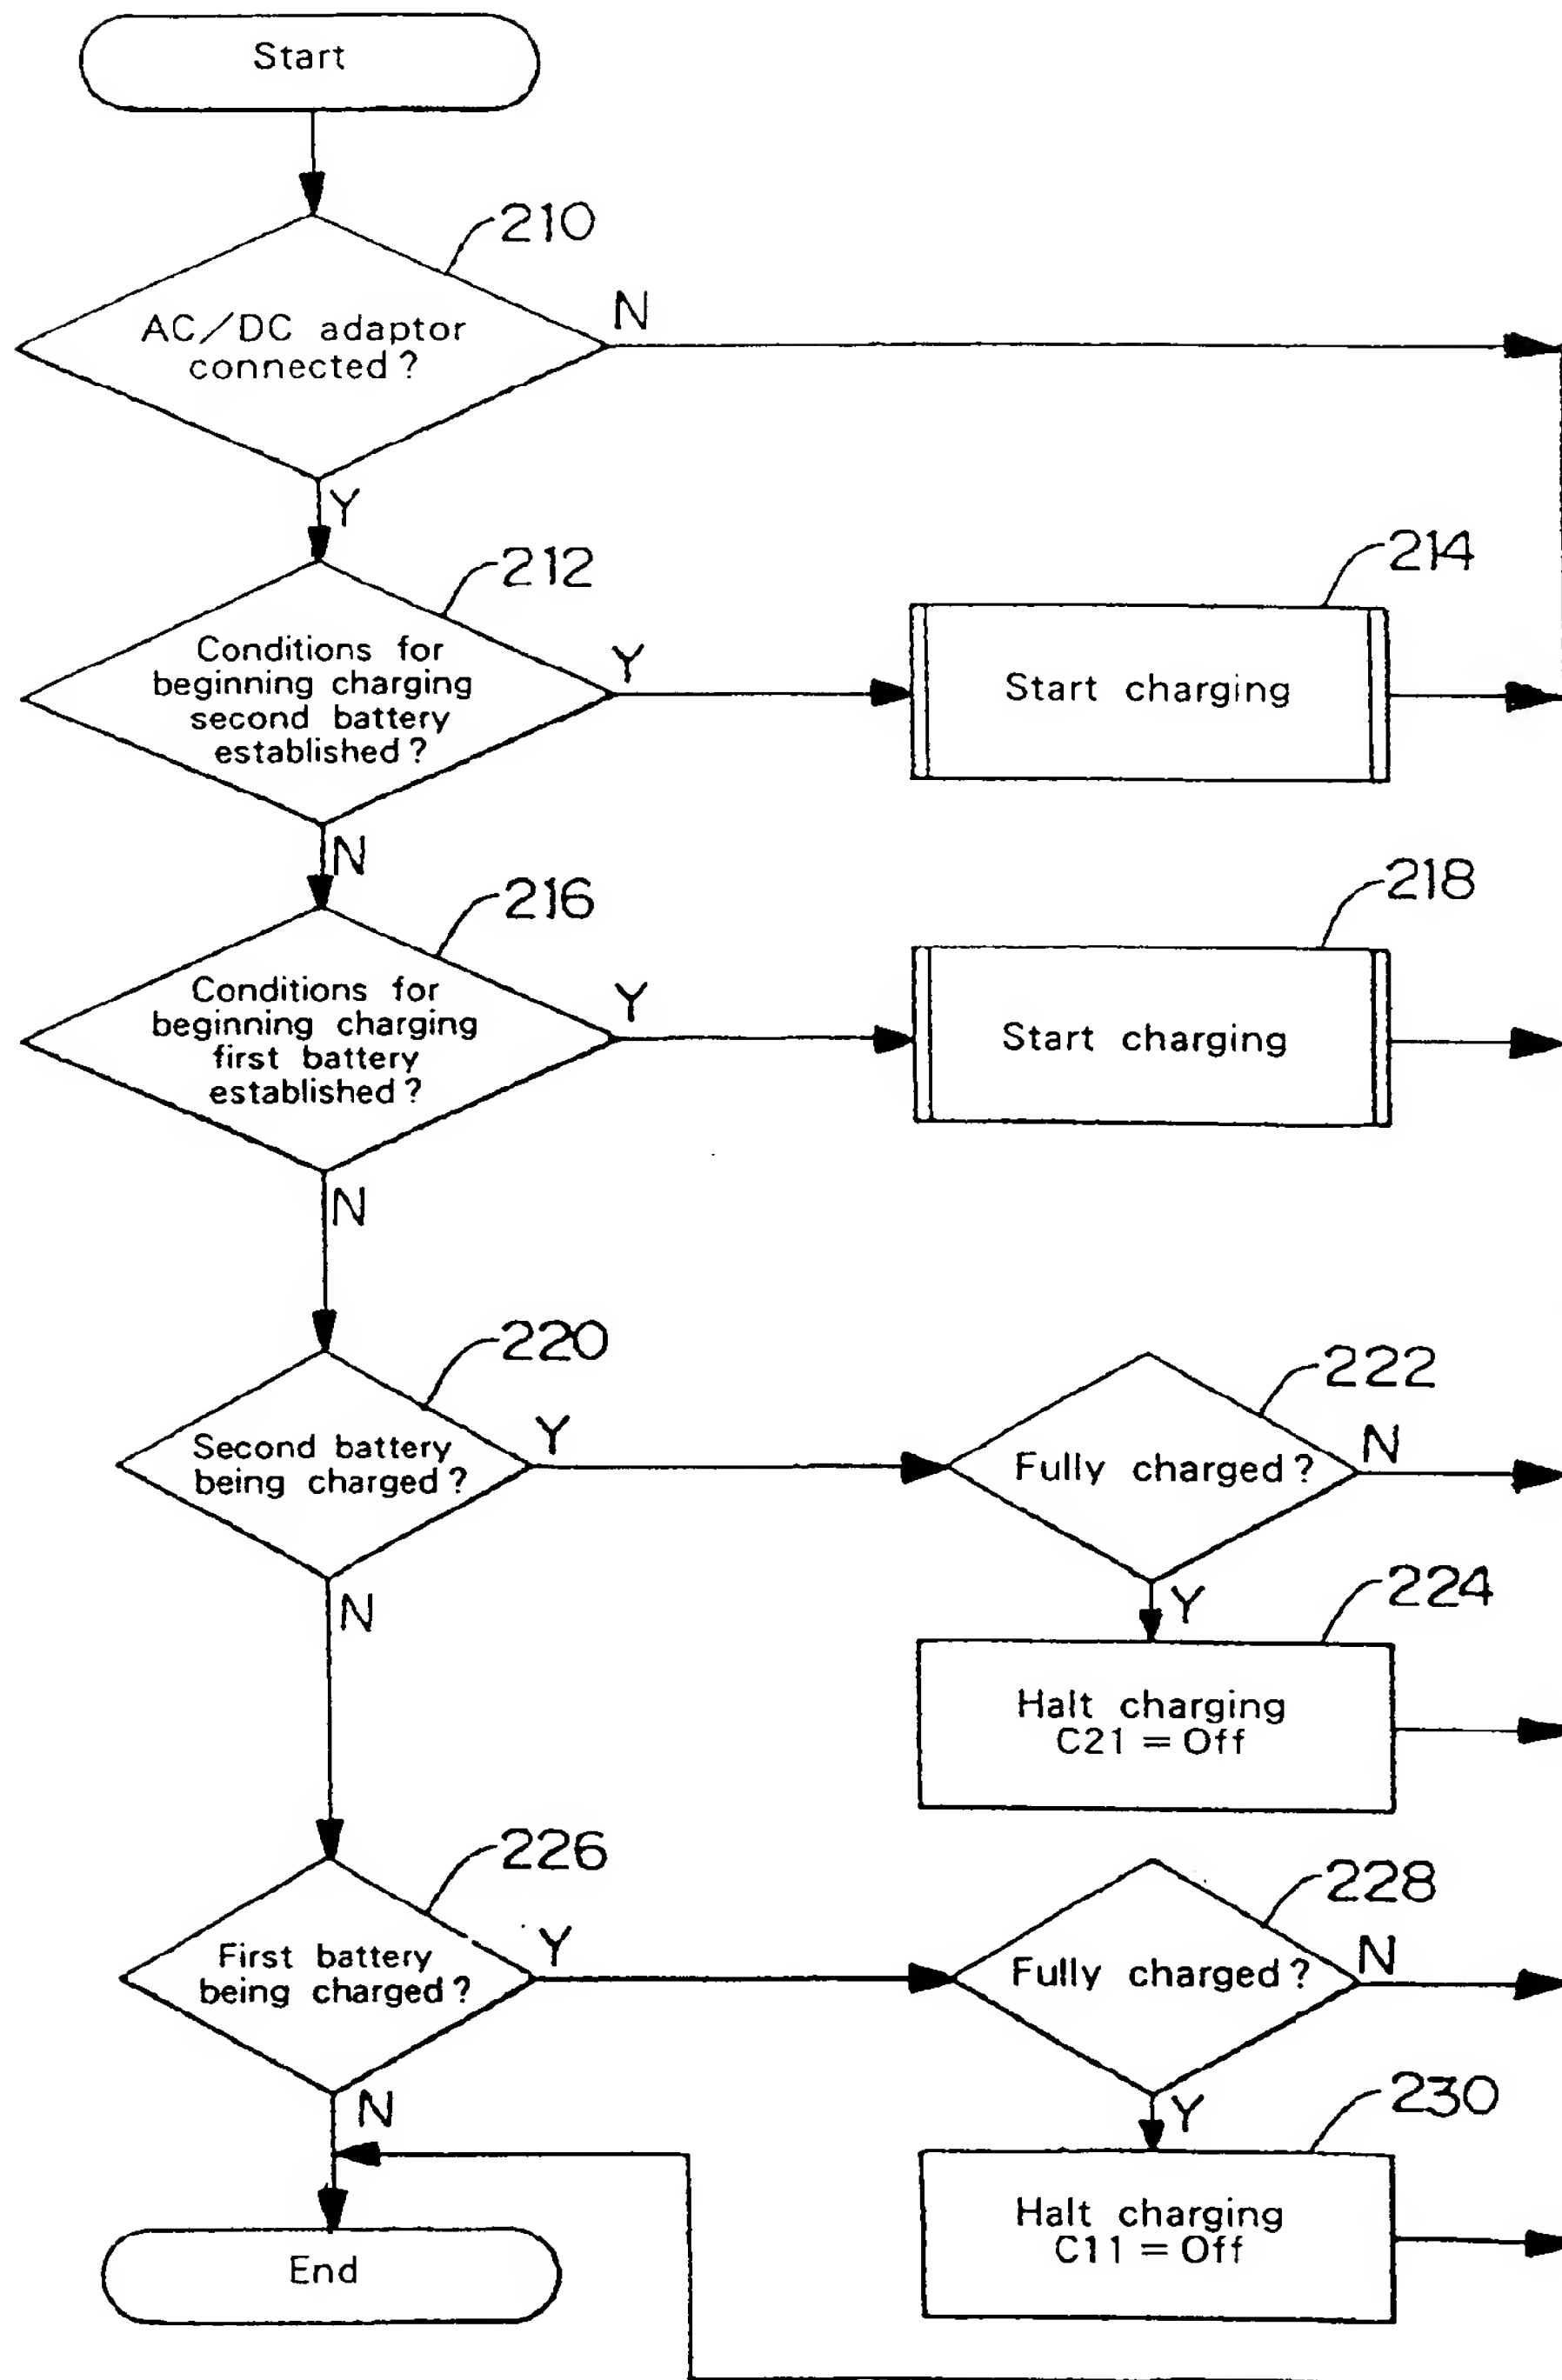 Start
210
AC/DC adaptor
connected?
N
Y
212
Conditions for
beginning charging
second battery
established?
Y
214
Start charging
N
216
Conditions for
beginning charging
first battery
established?
Y
218
Start charging
N
220
Second battery
being charged?
Y
222
Fully charged?
N
Y
224
Halt charging
C21 = Off
N
226
First battery
being charged?
Y
228
Fully charged?
N
Y
230
Halt charging
C11 = Off
N
End